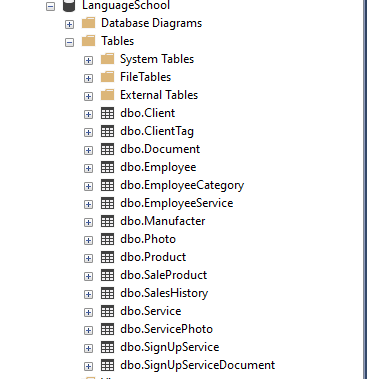 LanguageSchool
Database Diagrams
Tables
System Tables
FileTables
External Tables
dbo.Client
dbo.ClientTag
dbo.Document
dbo.Employee
dbo.EmployeeCategory
dbo.EmployeeService
dbo.Manufacter
dbo.Photo
dbo.Product
dbo.SaleProduct
dbo.SalesHistory
dbo.Service
dbo.ServicePhoto
dbo.SignUpService
dbo.SignUpServiceDocument